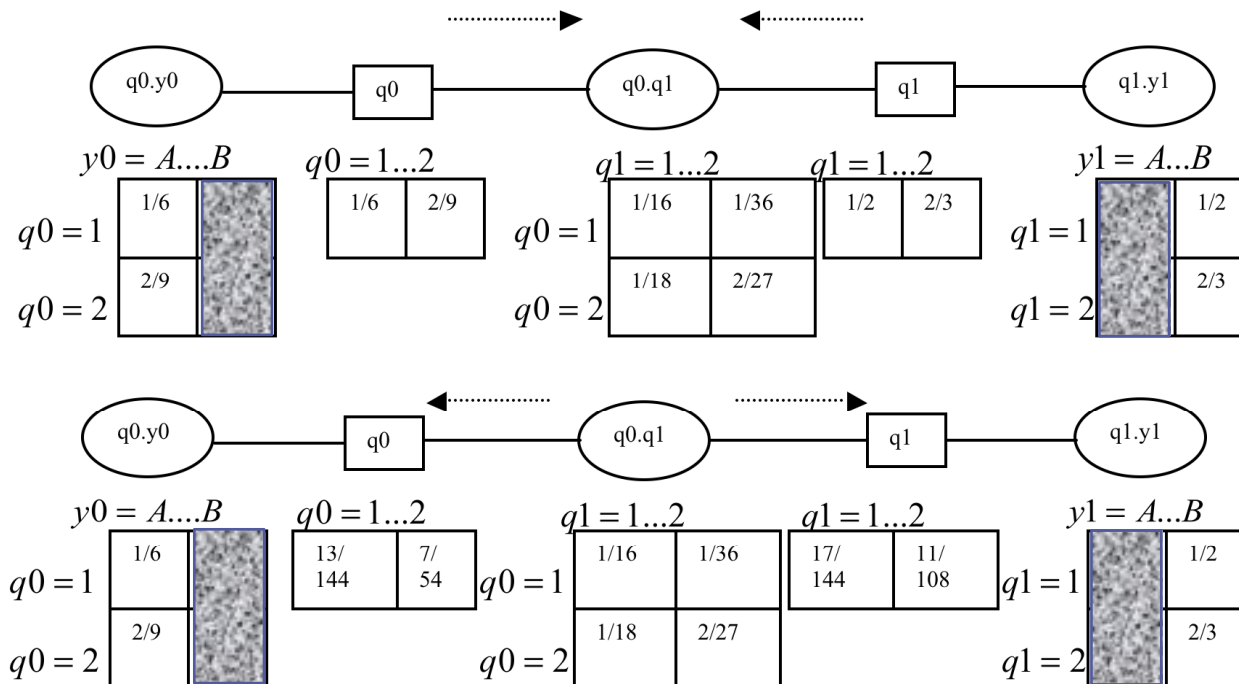 q0.y0 q0 q0.q1 q1 q1.y1
y0 = A....B q0 = 1...2 q1 = 1...2 q1 = 1...2 y1 = A...B
q0 = 1 1/6 1/6 2/9 q0 = 1 1/16 1/36 1/2 2/3 q1 = 1 1/2
q0 = 2 2/9 q0 = 2 1/18 2/27 q1 = 2 2/3
q0.y0 q0 q0.q1 q1 q1.y1
y0 = A....B q0 = 1...2 q1 = 1...2 q1 = 1...2 y1 = A...B
q0 = 1 1/6 13/ 7/ q0 = 1 1/16 1/36 17/ 11/ q1 = 1 1/2
144 54 144 108
q0 = 2 2/9 q0 = 2 1/18 2/27 q1 = 2 2/3